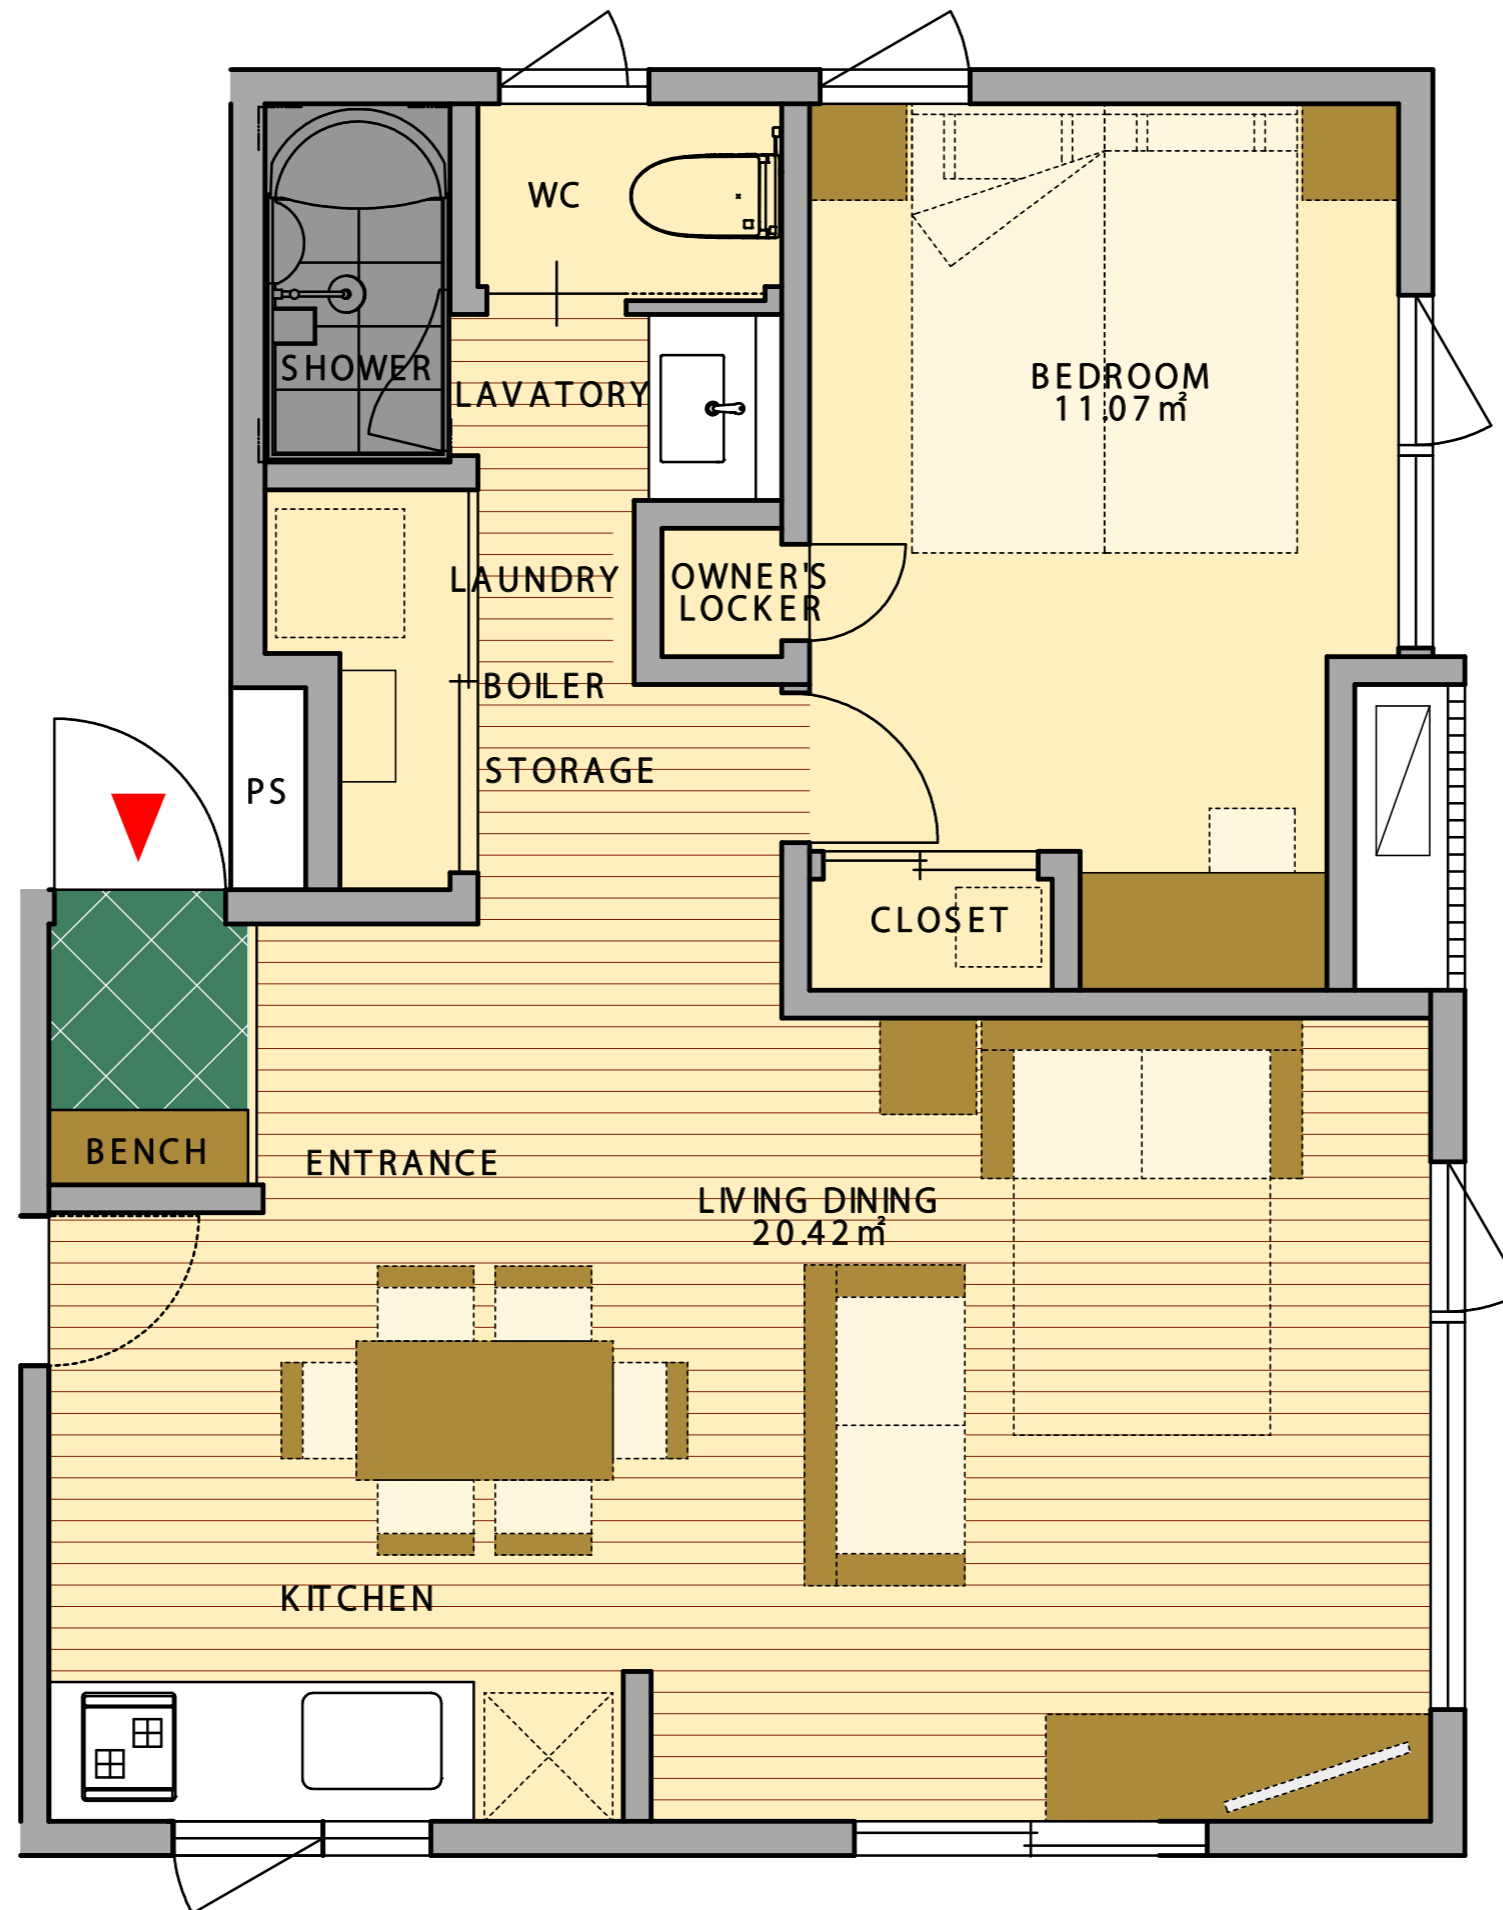 WC
SHOWER
LAVATORY
BEDROOM
11.07㎡
LAUNDRY
OWNER'S
LOCKER
BOILER
STORAGE
PS
CLOSET
BENCH
ENTRANCE
LIVING DINING
20.42㎡
KITCHEN